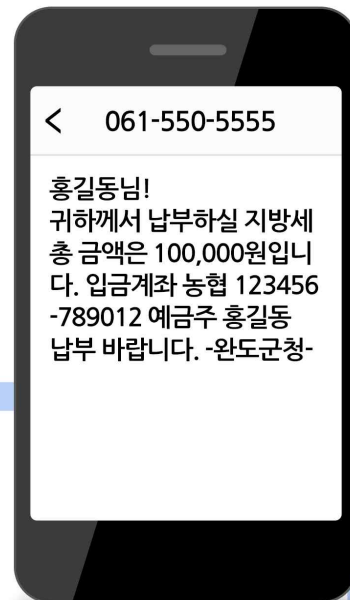 < 061-550-5555
홍길동님!
귀하께서 납부하실 지방세
총 금액은 100,000원입니
다. 입금계좌 농협 123456
-789012 예금주 홍길동
납부 바랍니다. -완도군청-